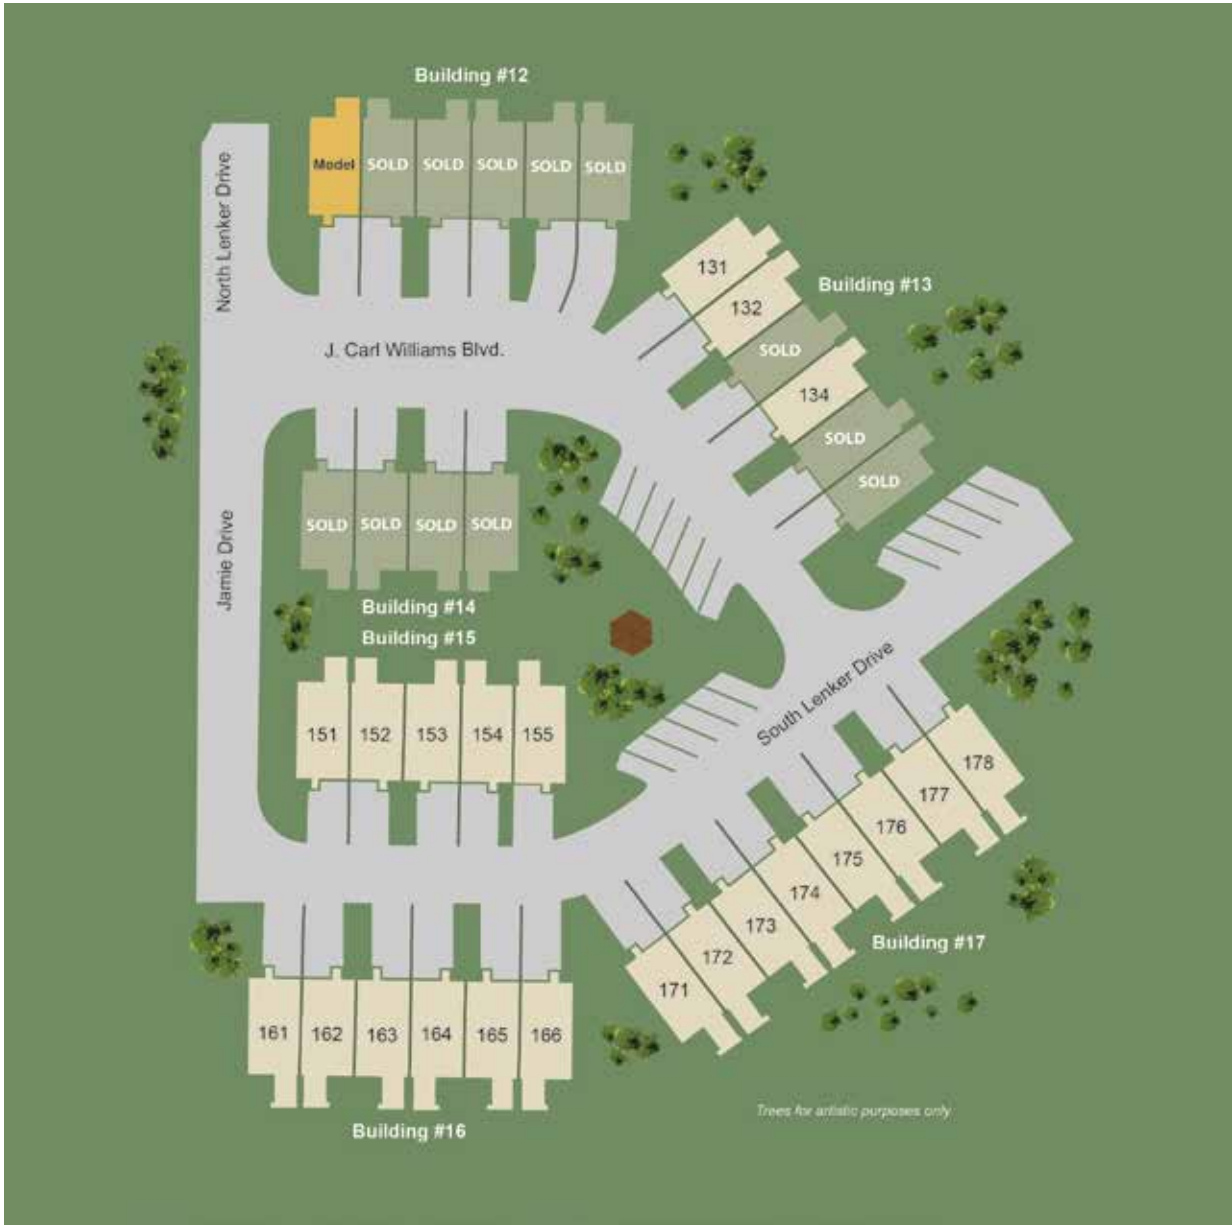 Building #12
Model
SOLD
SOLD
SOLD
SOLD
SOLD
North Lenker Drive
131
132
Building #13
SOLD
134
SOLD
SOLD
J. Carl Williams Blvd.
SOLD
SOLD
SOLD
SOLD
Jamie Drive
Building #14
Building #15
151
152
153
154
155
South Lenker Drive
178
177
176
175
174
173
172
171
Building #17
161
162
163
164
165
166
Building #16
Trees for artistic purposes only